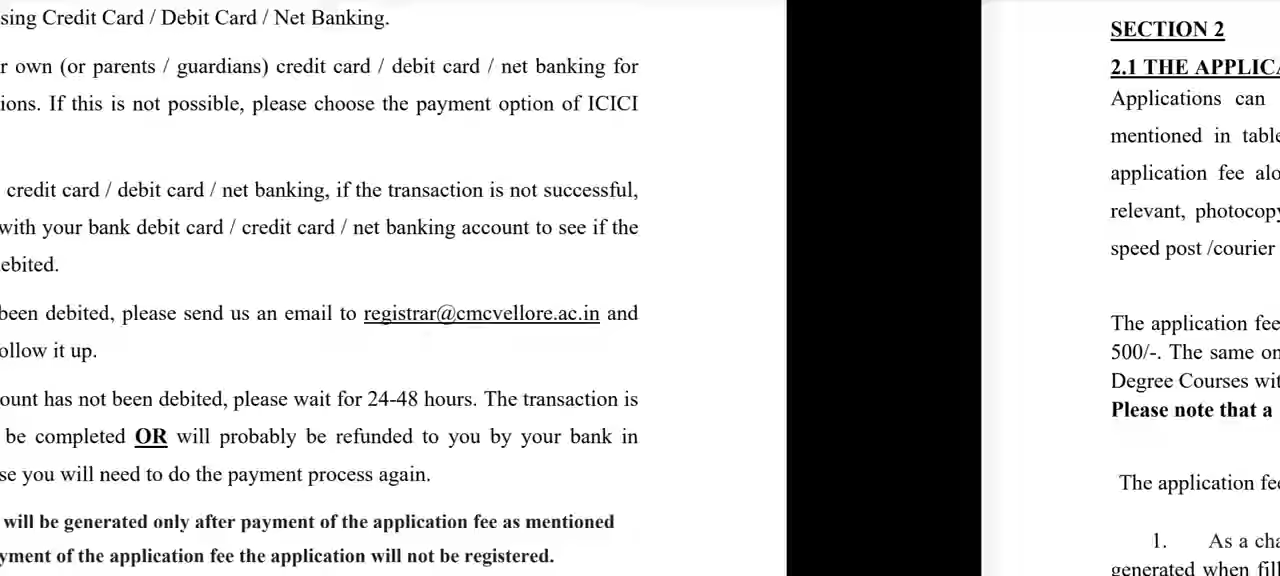 sing Credit Card / Debit Card / Net Banking.
r own (or parents / guardians) credit card / debit card / net banking for
ions. If this is not possible, please choose the payment option of ICICI
credit card / debit card / net banking, if the transaction is not successful,
with your bank debit card / credit card / net banking account to see if the
ebited.
been debited, please send us an email to registrar@cmcvellore.ac.in and
ollow it up.
ount has not been debited, please wait for 24-48 hours. The transaction is
be completed OR will probably be refunded to you by your bank in
se you will need to do the payment process again.
will be generated only after payment of the application fee as mentioned
yment of the application fee the application will not be registered.
SECTION 2
2.1 THE APPLICA
Applications can
mentioned in table
application fee alo
relevant, photocopy
speed post /courier
The application fee
500/-. The same on
Degree Courses wit
Please note that a
The application fee
1. As a cha
generated when fill